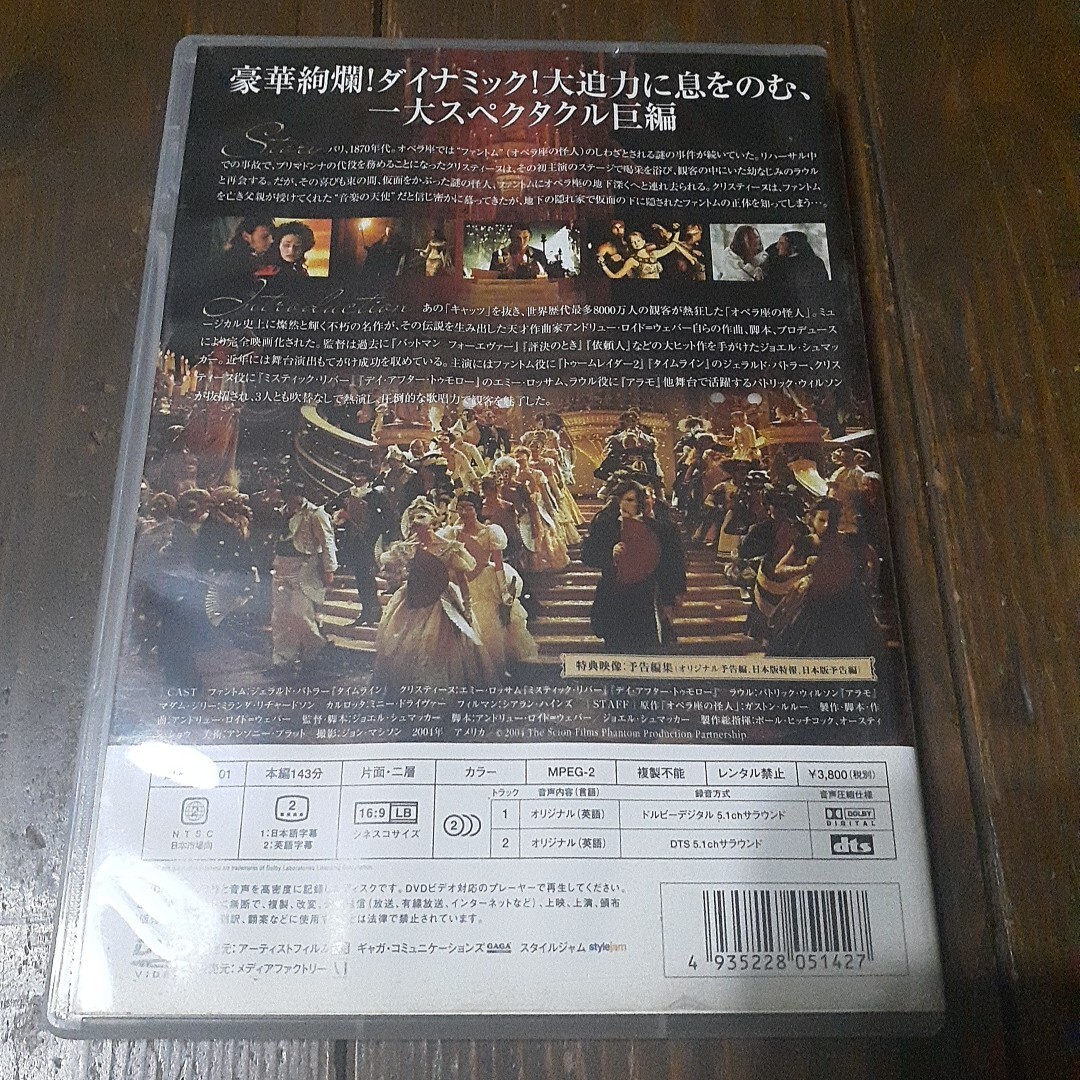 豪華絢爛!ダイナミック!大迫力に息をのむ、
一大スペクタクル巨編
Story
パリ、1870年代。オペラ座では"ファントム"(オペラ座の怪人)のしわざとされる謎の事件が続いていた。リハーサル中
での事故で、プリマドンナの代役を務めることになったクリスティーヌは、その初主演のステージで喝采を浴び、観客の中にいた幼なじみのラウル
と再会する。だが、その喜びも束の間、仮面をかぶった謎の怪人、ファントムにオペラ座の地下深くへと連れ去られる。クリスティーヌは、ファントム
を亡き父親が授けてくれた"音楽の天使"だと信じ密かに慕ってきたが、地下の隠れ家で仮面の下に隠されたファントムの正体を知ってしまう…。
Introduction
あの「キャッツ」を抜き、世界歴代最多8000万人の観客が熱狂した「オペラ座の怪人」。ミュ
ージカル史上に燦然と輝く不朽の名作が、その伝説を生み出した天才作曲家アンドリュー・ロイド=ウェバー自らの作曲、脚本、プロデュース
により完全映画化された。監督は過去に『バットマン フォーエヴァー』『評決のとき』『依頼人』などの大ヒット作を手がけたジョエル・シュマッ
カー。近年には舞台演出もてがけ成功を収めている。主演にはファントム役に『トゥームレイダー2』『タイムライン』のジェラルド・バトラー、クリス
ティーヌ役に『ミスティック・リバー』『デイ・アフター・トゥモロー』のエミー・ロッサム、ラウル役に『アラモ』他舞台で活躍するパトリック・ウィルソン
が抜擢され、3人とも吹替なしで熱演し、圧倒的な歌唱力で観客を魅了した。
特典映像:予告編集(オリジナル予告編、日本版特報、日本版予告編)
CAST ファントム:ジェラルド・バトラー『タイムライン』 クリスティーヌ:エミー・ロッサム『ミスティック・リバー』『デイ・アフター・トゥモロー』 ラウル:パトリック・ウィルソン『アラモ』
マダム・ジリー:ミランダ・リチャードソン カルロッタ:ミニー・ドライヴァー フィルマン:シアラン・ハインズ STAFF 原作『オペラ座の怪人』:ガストン・ルルー 製作・脚本・作
曲:アンドリュー・ロイド=ウェバー 監督・脚本:ジョエル・シュマッカー 脚本:アンドリュー・ロイド=ウェバー ジョエル・シュマッカー 製作総指揮:ポール・ヒッチコック、オースティ
ショウ 美術:アンソニー・プラット 撮影:ジョン・マシソン 2004年 アメリカ ©2004 The Scion Films Phantom Production Partnership.
01 本編143分 片面・二層 カラー MPEG-2 複製不能 レンタル禁止 ¥3,800(税別)
トラック 音声内容(言語) 録音方式 音声圧縮仕様
2 NTSC 日本市場向
2 1:日本語字幕 2:英語字幕
16:9 LB シネスコサイズ
2
1 オリジナル(英語) ドルビーデジタル 5.1chサラウンド DOLBY DIGITAL
2 オリジナル(英語) DTS 5.1chサラウンド dts
are trademarks of Dolby Laboratories Licensing Corporation.
と音声を高密度に記録したディスクです。DVDビデオ対応のプレーヤーで再生してください。
に無断で、複製、改変、信(放送、有線放送、インターネットなど)、上映、上演、頒布
翻訳、翻案などに使用することは法律で禁止されています。
VIDEO
元:アーティストフィルム ギャガ・コミュニケーションズ GAGA スタイルジャム stylejam
売元:メディアファクトリー
4 935228 051427